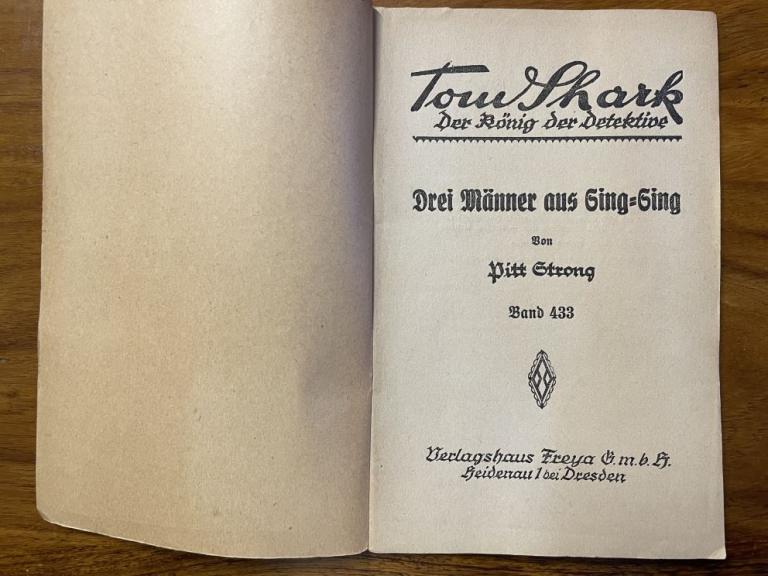 Tom Shark
Der König der Detektive
Drei Männer aus Sing=Sing
Von
Pitt Strong
Band 433
Verlagshaus Freya G.m.b.H.
Heidenau 1 bei Dresden